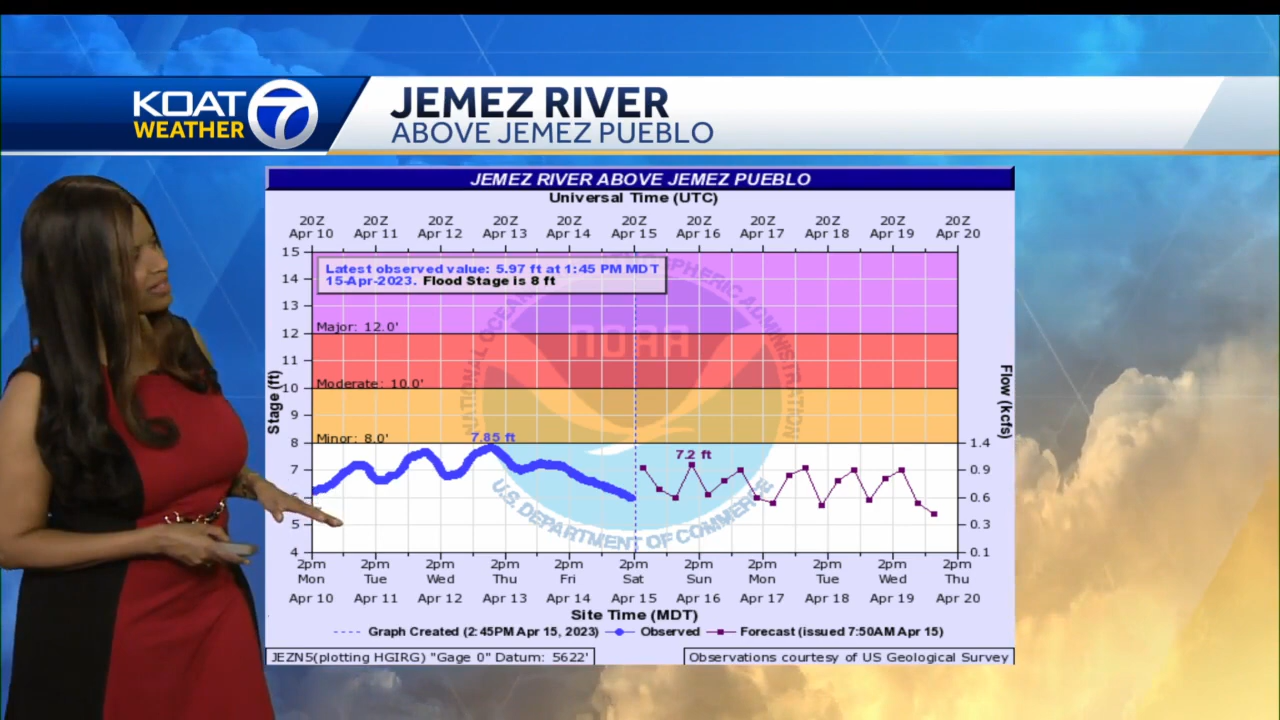 KOAT 7
WEATHER
JEMEZ RIVER
ABOVE JEMEZ PUEBLO
JEMEZ RIVER ABOVE JEMEZ PUEBLO
Universal Time (UTC)
20Z 20Z 20Z 20Z 20Z 20Z 20Z 20Z 20Z 20Z 20Z
Apr 10 Apr 11 Apr 12 Apr 13 Apr 14 Apr 15 Apr 16 Apr 17 Apr 18 Apr 19 Apr 20
15
Latest observed value: 5.97 ft at 1:45 PM MDT
14
15-Apr-2023. Flood Stage is 8 ft
13
Major: 12.0'
12
NOAA
11
10
Moderate: 10.0'
Stage (ft)
Flow (kcfs)
9
Minor: 8.0'
7.85 ft
8 1.4
7.2 ft
7 0.9
6 0.6
5 0.3
4 0.1
U.S. DEPARTMENT OF COMMERCE
2pm 2pm 2pm 2pm 2pm 2pm 2pm 2pm 2pm 2pm 2pm
Mon Tue Wed Thu Fri Sat Sun Mon Tue Wed Thu
Apr 10 Apr 11 Apr 12 Apr 13 Apr 14 Apr 15 Apr 16 Apr 17 Apr 18 Apr 19 Apr 20
Site Time (MDT)
Graph Created (2:45PM Apr 15, 2023) Observed Forecast (issued 7:50AM Apr 15)
JEZN5(plotting HGIRG) "Gage 0" Datum: 5622' Observations courtesy of US Geological Survey